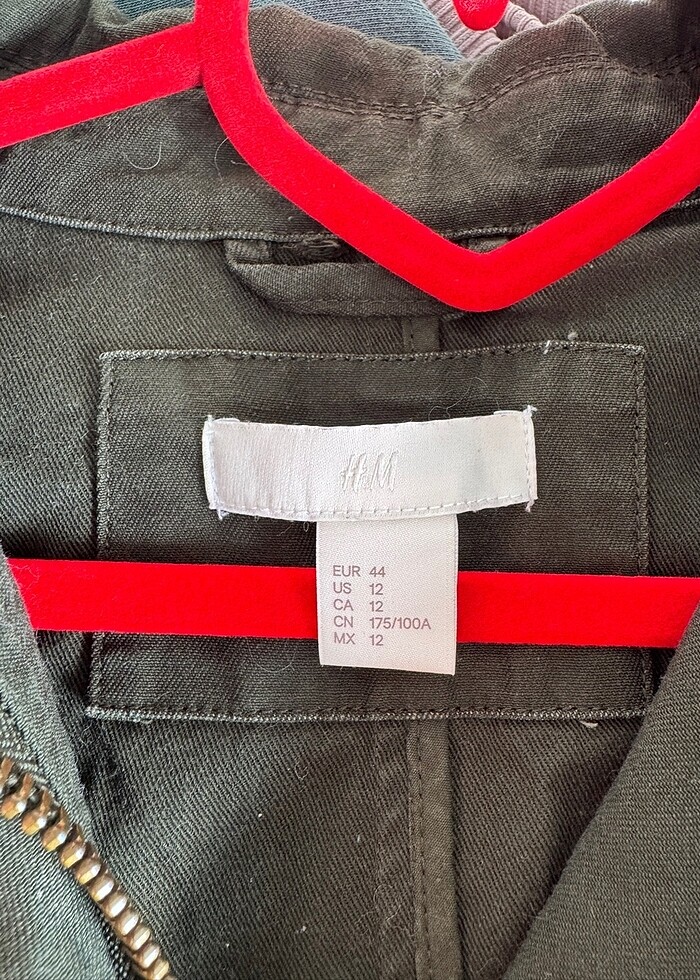 H&M
EUR 44
US 12
CA 12
CN 175/100A
MX 12